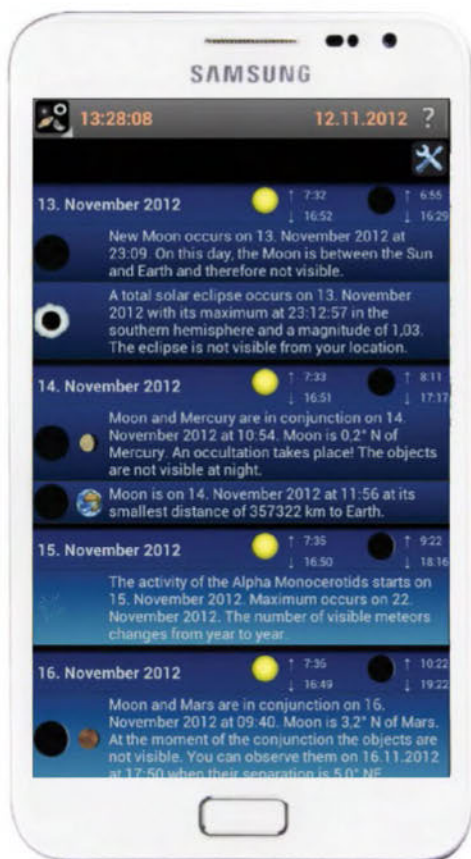 SAMSUNG
13:28:08 12.11.2012 ?
13. November 2012 ↑ 7:32 ↑ 6:55
↓ 16:52 ↓ 16:29
New Moon occurs on 13. November 2012 at
23:09. On this day, the Moon is between the Sun
and Earth and therefore not visible.
A total solar eclipse occurs on 13. November
2012 with its maximum at 23:12:57 in the
southern hemisphere and a magnitude of 1,03.
The eclipse is not visible from your location.
14. November 2012 ↑ 7:33 ↑ 8:11
↓ 16:51 ↓ 17:17
Moon and Mercury are in conjunction on 14.
November 2012 at 10:54. Moon is 0,2° N of
Mercury. An occultation takes place! The objects
are not visible at night.
Moon is on 14. November 2012 at 11:56 at its
smallest distance of 357322 km to Earth.
15. November 2012 ↑ 7:35 ↑ 9:22
↓ 16:50 ↓ 18:16
The activity of the Alpha Monocerotids starts on
15. November 2012. Maximum occurs on 22.
November 2012. The number of visible meteors
changes from year to year.
16. November 2012 ↑ 7:36 ↑ 10:22
↓ 16:49 ↓ 19:22
Moon and Mars are in conjunction on 16.
November 2012 at 09:40. Moon is 3,2° N of Mars.
At the moment of the conjunction the objects are
not visible. You can observe them on 16.11.2012
at 17:50 when their separation is 5,0° NE.